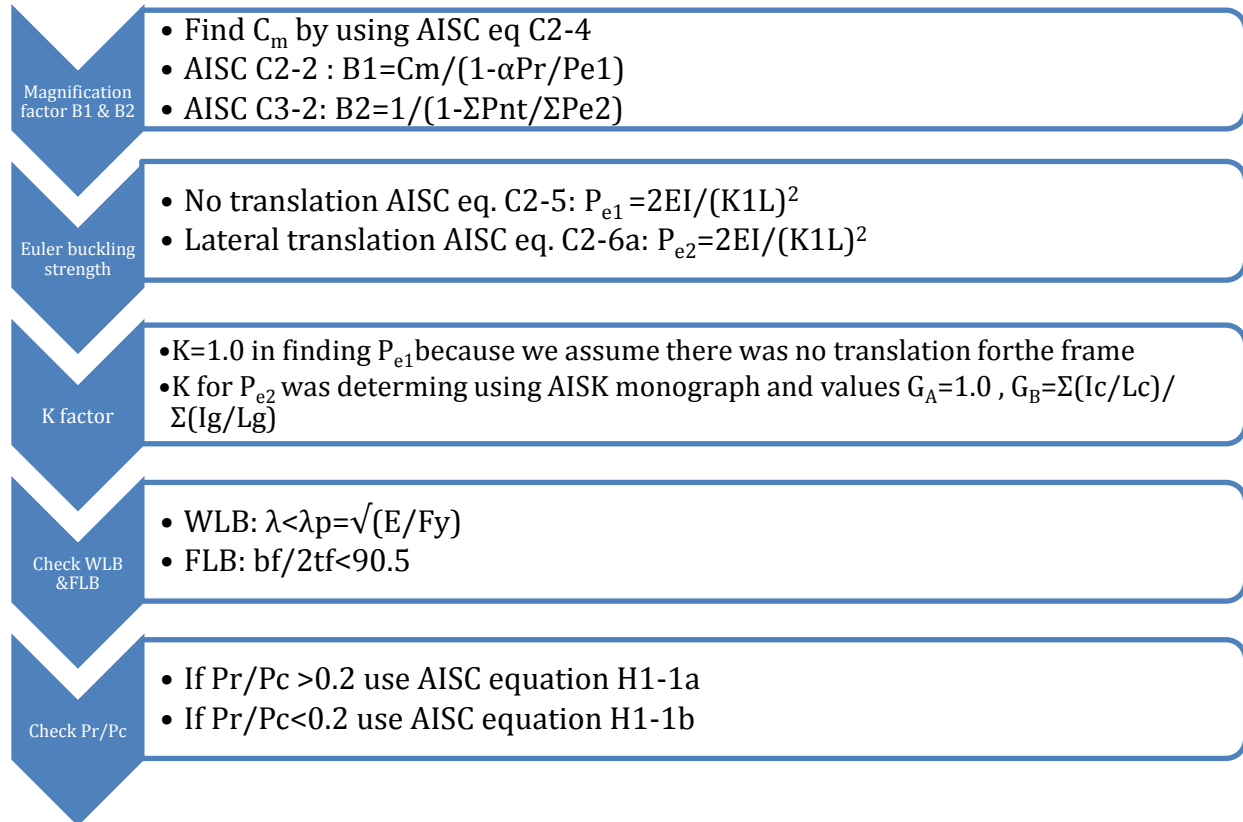 Magnification
factor B1 & B2
• Find Cₘ by using AISC eq C2-4
• AISC C2-2 : B1=Cm/(1-αPr/Pe1)
• AISC C3-2: B2=1/(1-ΣPnt/ΣPe2)
Euler buckling
strength
• No translation AISC eq. C2-5: Pₑ₁ =2EI/(K1L)²
• Lateral translation AISC eq. C2-6a: Pₑ₂=2EI/(K1L)²
K factor
•K=1.0 in finding Pₑ₁because we assume there was no translation forthe frame
•K for Pₑ₂ was determing using AISK monograph and values G_A=1.0 , G_B=Σ(Ic/Lc)/
Σ(Ig/Lg)
Check WLB
&FLB
• WLB: λ<λp=√(E/Fy)
• FLB: bf/2tf<90.5
Check Pr/Pc
• If Pr/Pc >0.2 use AISC equation H1-1a
• If Pr/Pc<0.2 use AISC equation H1-1b